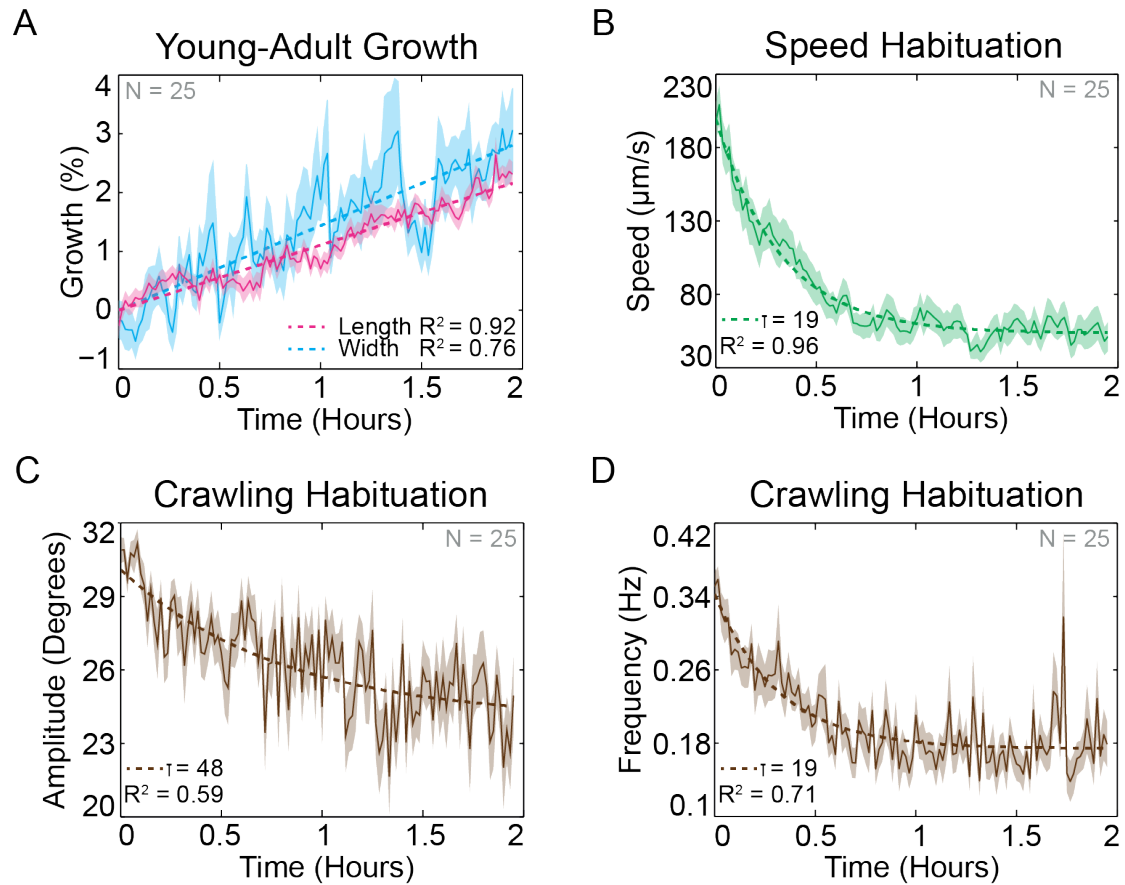 A
Young-Adult Growth
N = 25
Growth (%)
4
3
2
1
0
−1
Length R² = 0.92
Width R² = 0.76
0 0.5 1 1.5 2
Time (Hours)
B
Speed Habituation
N = 25
Speed (µm/s)
230
180
130
80
30
τ = 19
R² = 0.96
0 0.5 1 1.5 2
Time (Hours)
C
Crawling Habituation
N = 25
Amplitude (Degrees)
32
29
26
23
20
τ = 48
R² = 0.59
0 0.5 1 1.5 2
Time (Hours)
D
Crawling Habituation
N = 25
Frequency (Hz)
0.42
0.34
0.26
0.18
0.1
τ = 19
R² = 0.71
0 0.5 1 1.5 2
Time (Hours)